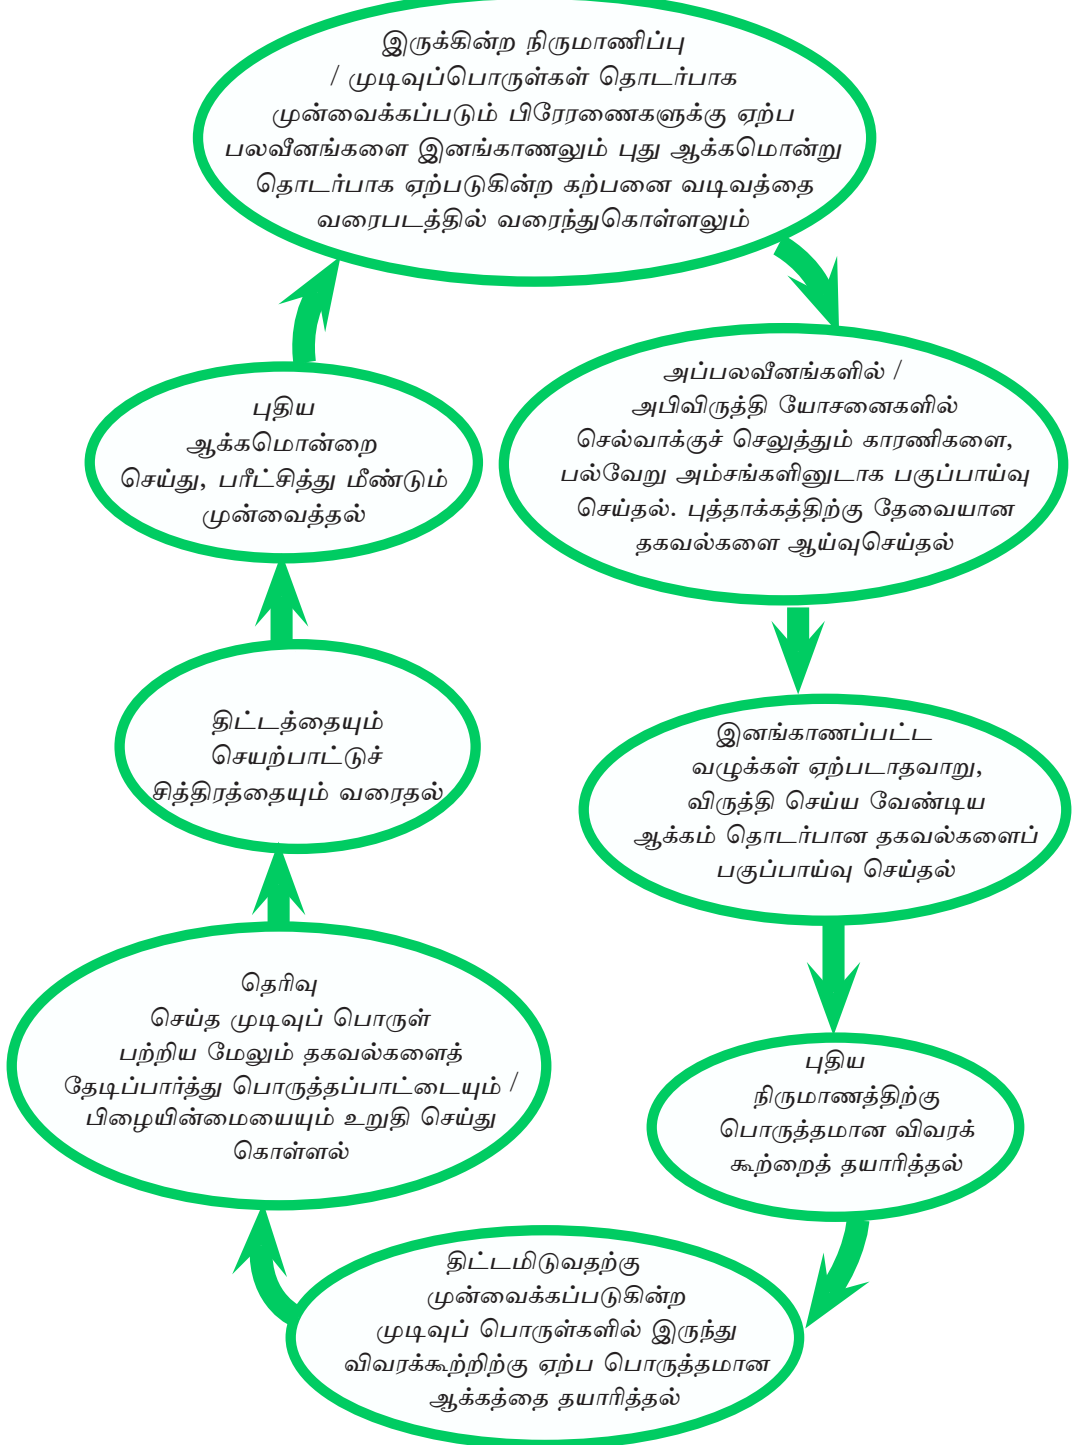 இருக்கின்ற நிருமாணிப்பு
/ முடிவுப்பொருள்கள் தொடர்பாக
முன்வைக்கப்படும் பிரேரணைகளுக்கு ஏற்ப
பலவீனங்களை இனங்காணலும் புது ஆக்கமொன்று
தொடர்பாக ஏற்படுகின்ற கற்பனை வடிவத்தை
வரைபடத்தில் வரைந்துகொள்ளலும்
அப்பலவீனங்களில் /
அபிவிருத்தி யோசனைகளில்
செல்வாக்குச் செலுத்தும் காரணிகளை,
பல்வேறு அம்சங்களினுடாக பகுப்பாய்வு
செய்தல். புத்தாக்கத்திற்கு தேவையான
தகவல்களை ஆய்வுசெய்தல்
இனங்காணப்பட்ட
வழுக்கள் ஏற்படாதவாறு,
விருத்தி செய்ய வேண்டிய
ஆக்கம் தொடர்பான தகவல்களைப்
பகுப்பாய்வு செய்தல்
புதிய
நிருமாணத்திற்கு
பொருத்தமான விவரக்
கூற்றைத் தயாரித்தல்
திட்டமிடுவதற்கு
முன்வைக்கப்படுகின்ற
முடிவுப் பொருள்களில் இருந்து
விவரக்கூற்றிற்கு ஏற்ப பொருத்தமான
ஆக்கத்தை தயாரித்தல்
தெரிவு
செய்த முடிவுப் பொருள்
பற்றிய மேலும் தகவல்களைத்
தேடிப்பார்த்து பொருத்தப்பாட்டையும் /
பிழையின்மையையும் உறுதி செய்து
கொள்ளல்
திட்டத்தையும்
செயற்பாட்டுச்
சித்திரத்தையும் வரைதல்
புதிய
ஆக்கமொன்றை
செய்து, பரீட்சித்து மீண்டும்
முன்வைத்தல்